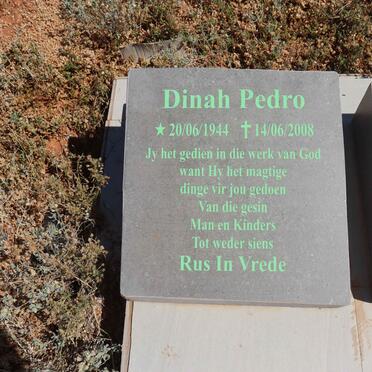 Dinah Pedro
★ 20/06/1944 ✝ 14/06/2008
Jy het gedien in die werk van God
want Hy het magtige
dinge vir jou gedoen
Van die gesin
Man en Kinders
Tot weder siens
Rus In Vrede